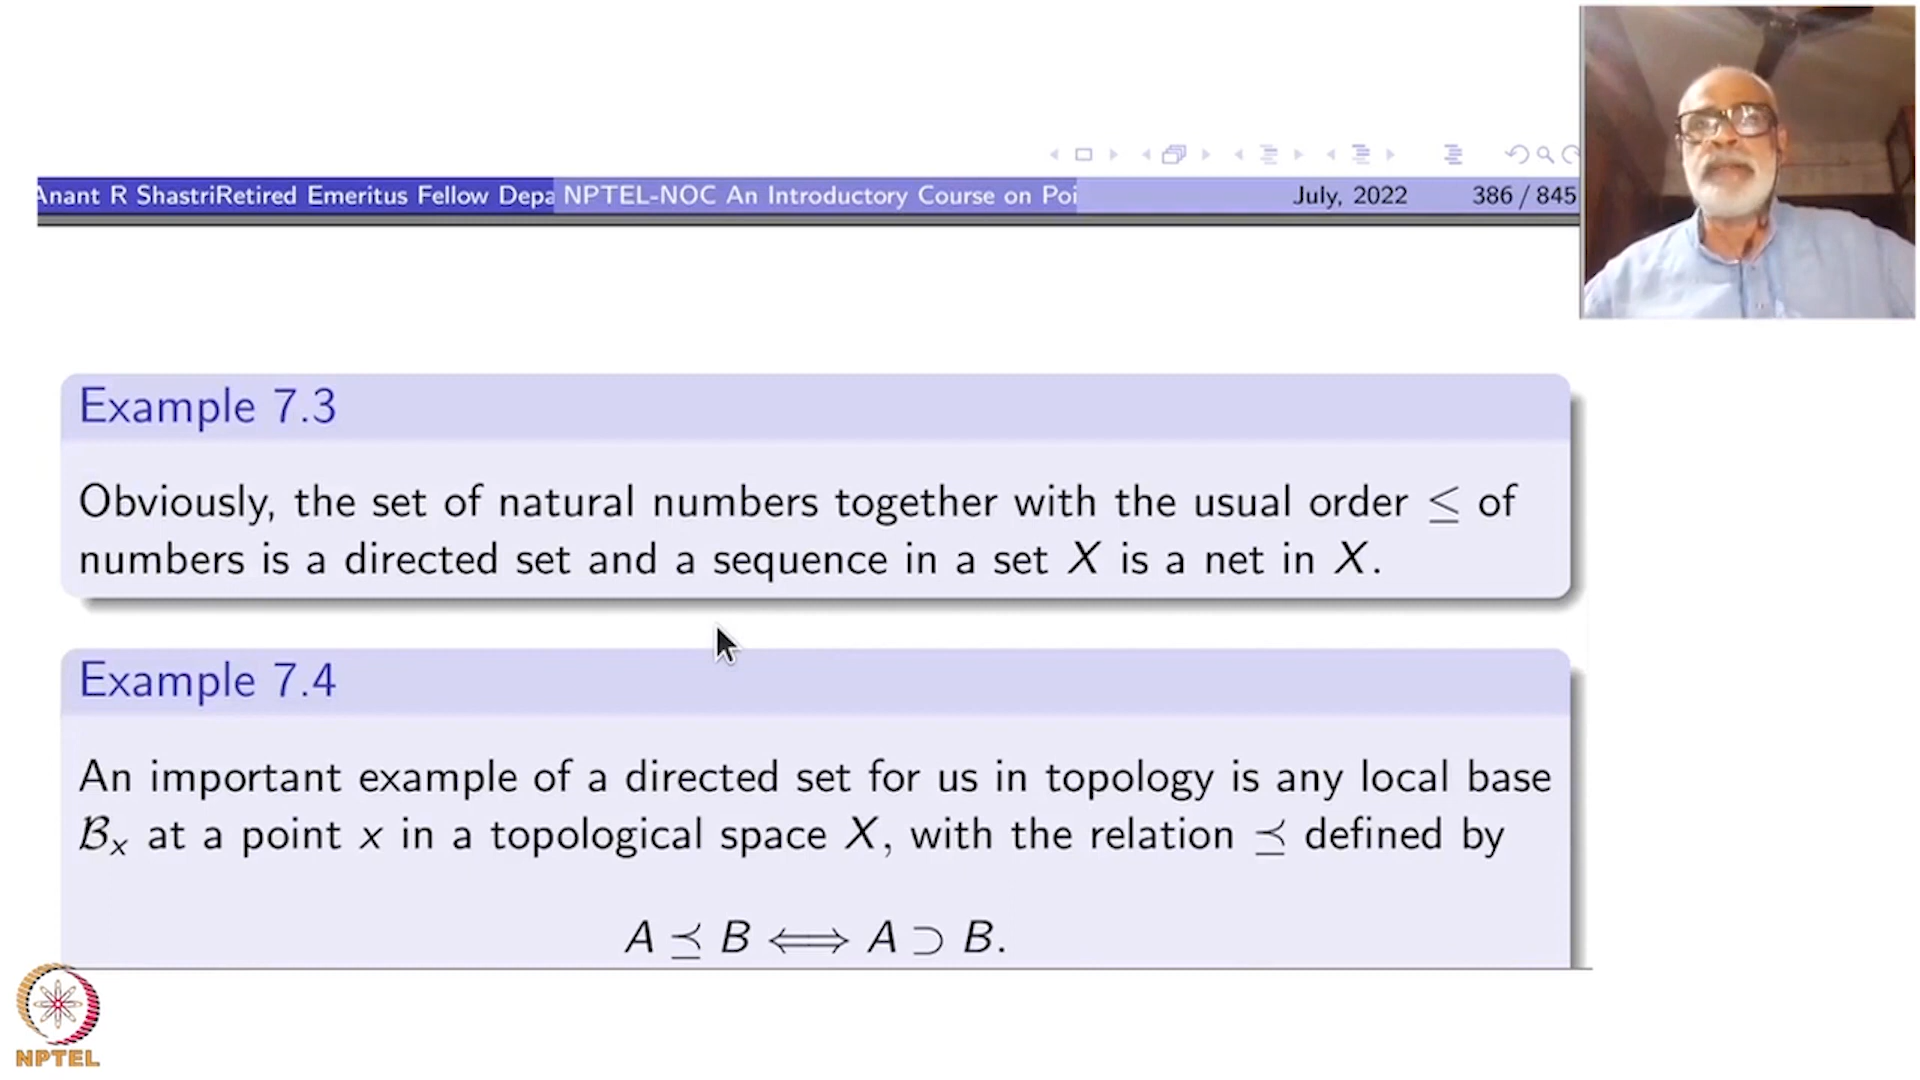 Anant R ShastriRetired Emeritus Fellow Depa NPTEL-NOC An Introductory Course on Poi July, 2022 386 / 845
Example 7.3
Obviously, the set of natural numbers together with the usual order ≤ of
numbers is a directed set and a sequence in a set X is a net in X.
Example 7.4
An important example of a directed set for us in topology is any local base
ℬₓ at a point x in a topological space X, with the relation ⪯ defined by
A ⪯ B ⟺ A ⊃ B.
NPTEL